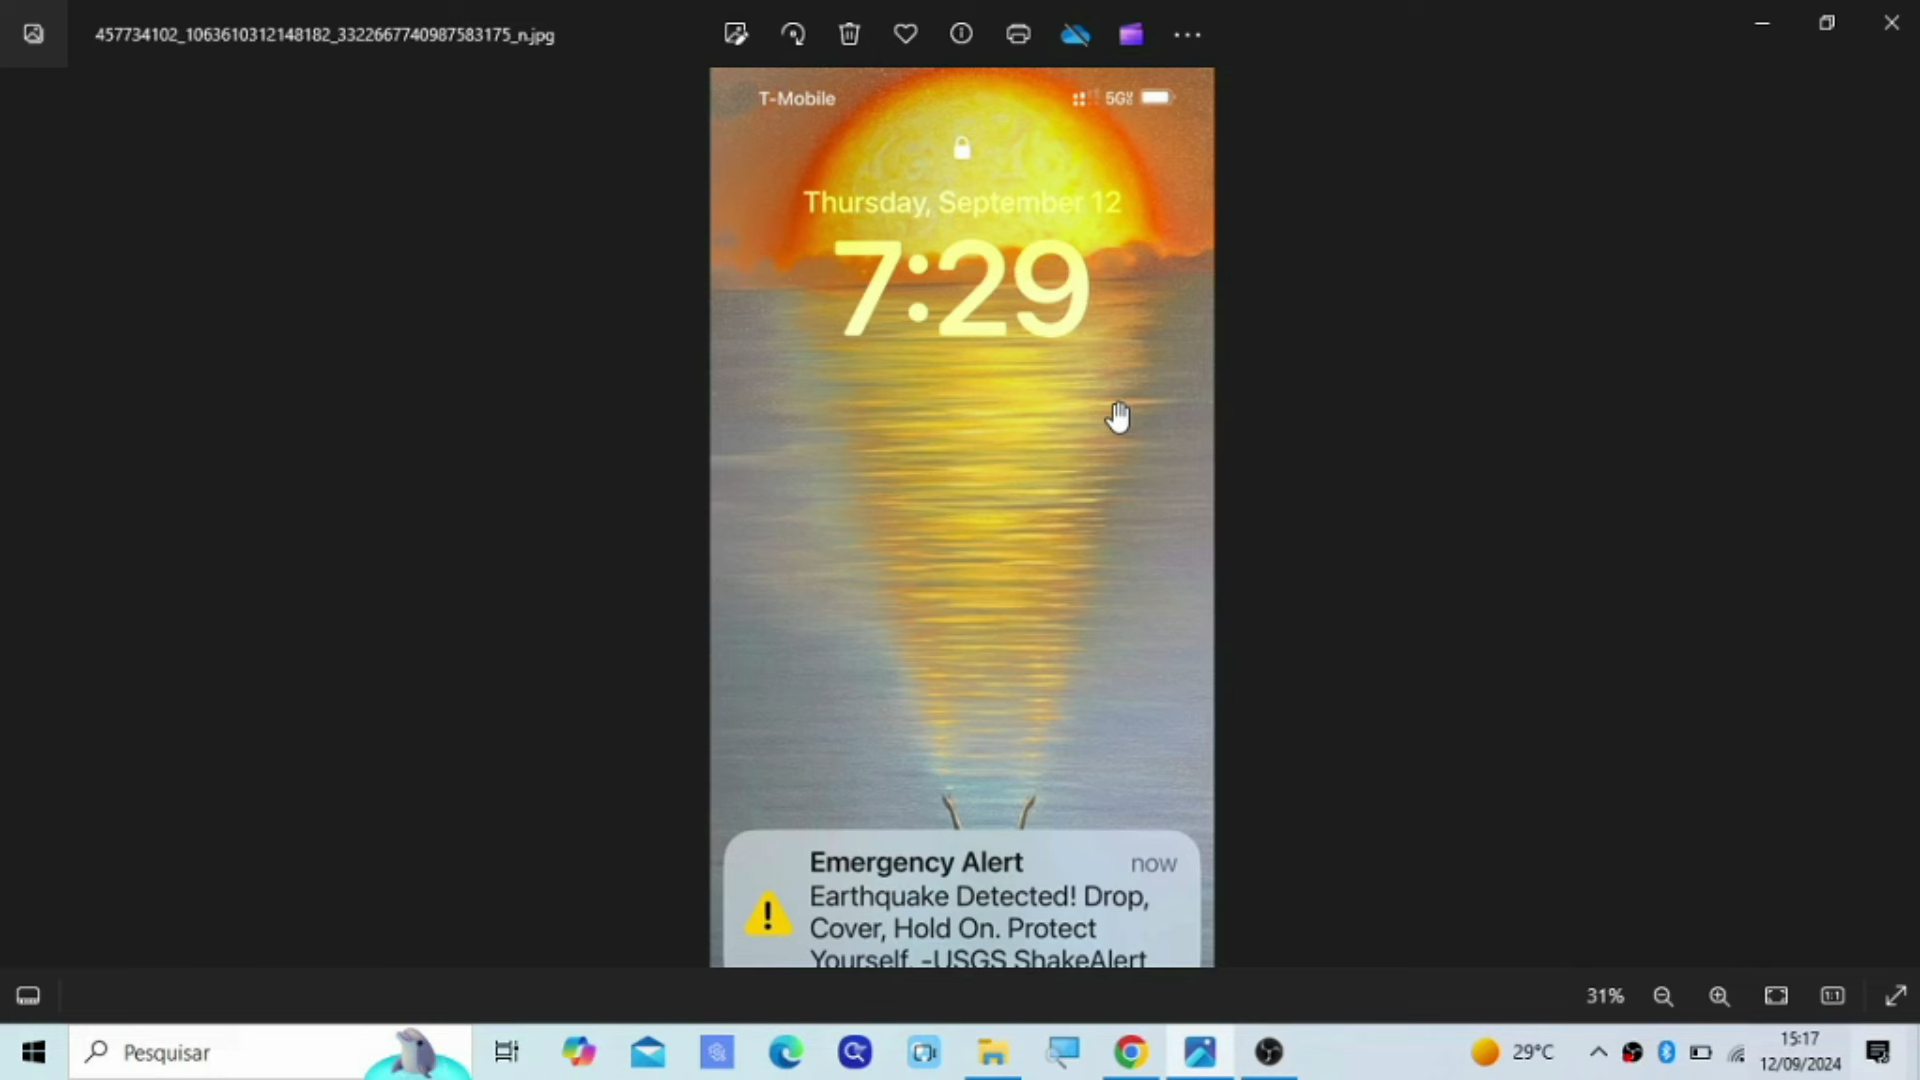 457734102_1063610312148182_3322667740987583175_n.jpg
T-Mobile
5G
Thursday, September 12
7:29
Emergency Alert
now
Earthquake Detected! Drop,
Cover, Hold On. Protect
Yourself. -USGS ShakeAlert
31%
Pesquisar
29°C
15:17
12/09/2024